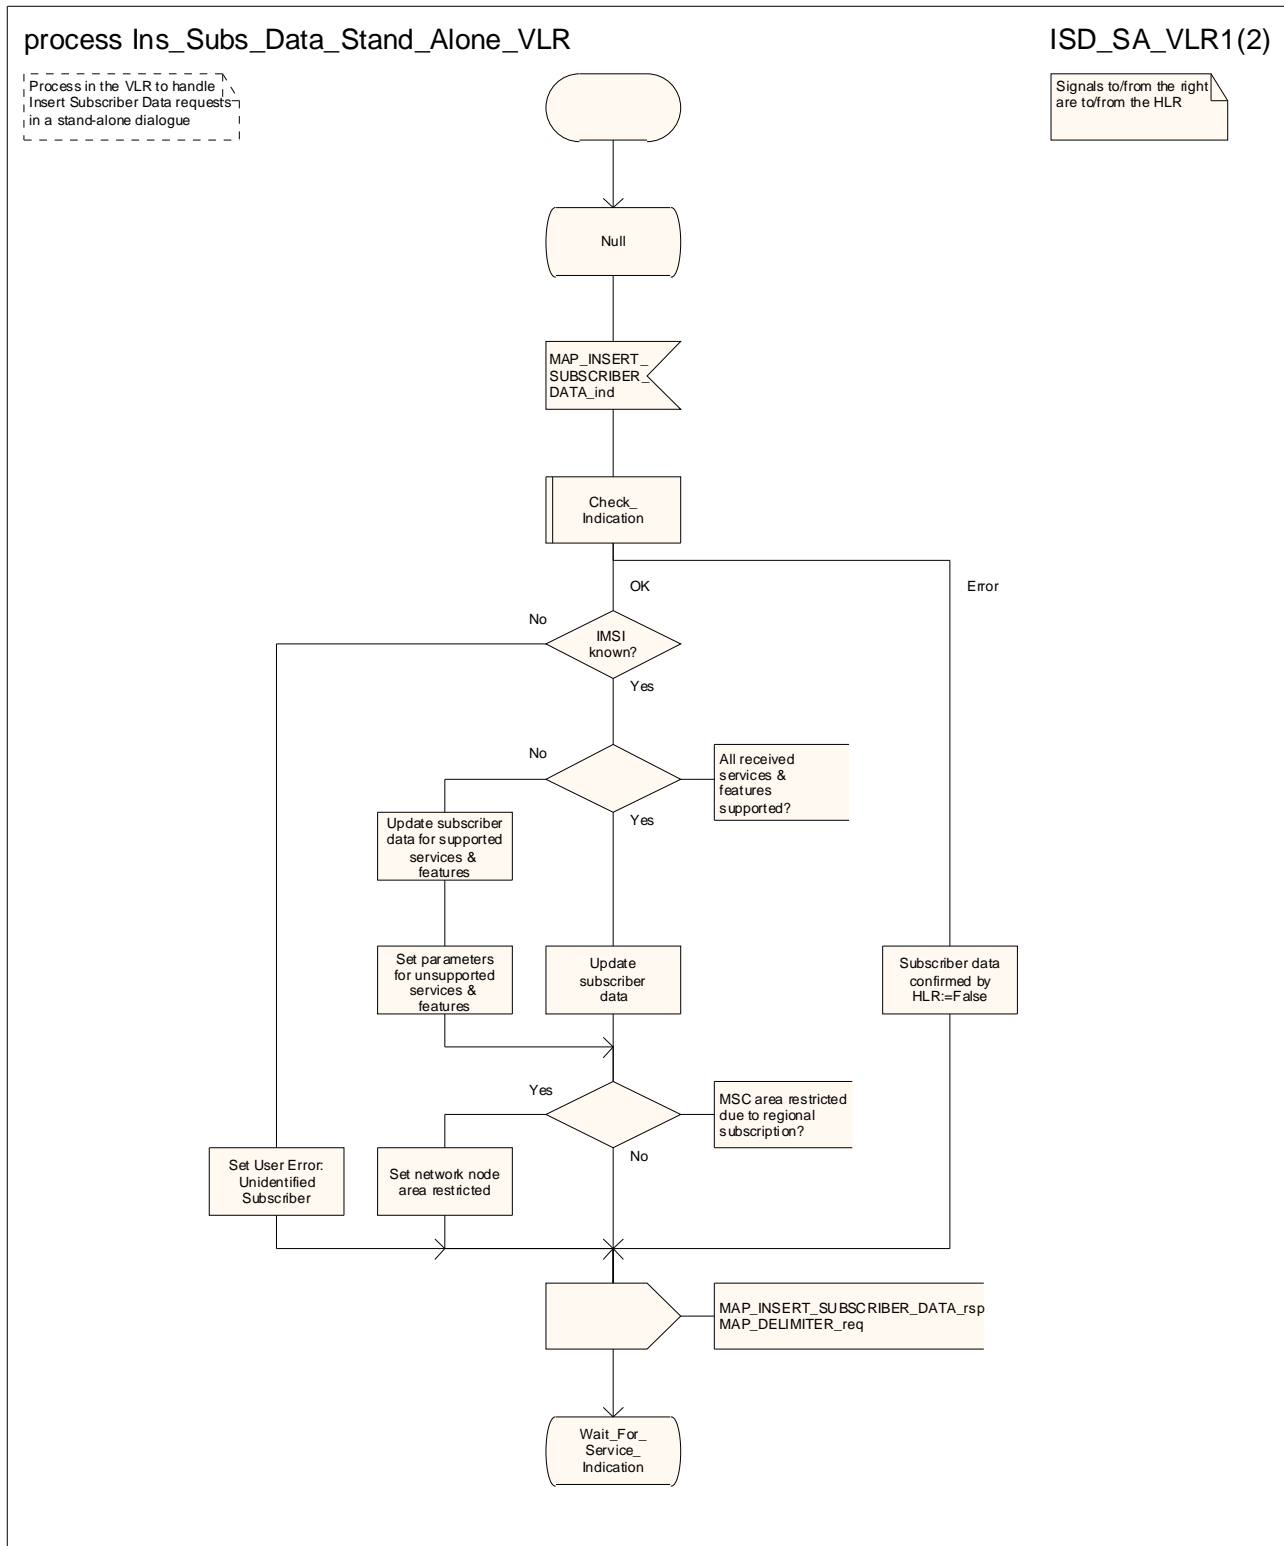 process Ins_Subs_Data_Stand_Alone_VLR
ISD_SA_VLR1(2)
Process in the VLR to handle
Insert Subscriber Data requests
in a stand-alone dialogue
Signals to/from the right
are to/from the HLR
Null
MAP_INSERT_
SUBSCRIBER_
DATA_ind
Check_
Indication
OK
Error
No
IMSI
known?
Yes
No
All received
services &
features
supported?
Yes
Update subscriber
data for supported
services &
features
Set parameters
for unsupported
services &
features
Update
subscriber
data
Subscriber data
confirmed by
HLR:=False
Yes
MSC area restricted
due to regional
subscription?
No
Set User Error:
Unidentified
Subscriber
Set network node
area restricted
MAP_INSERT_SUBSCRIBER_DATA_rsp
MAP_DELIMITER_req
Wait_For_
Service_
Indication